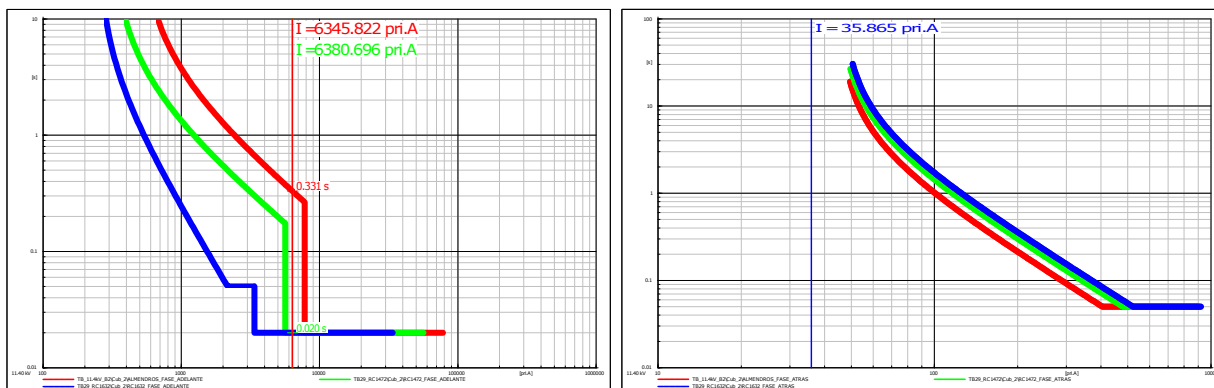 10
[s]
1
0.1
0.01
I =6345.822 pri.A
I =6380.696 pri.A
0.331 s
0.020 s
11.40 kV
100
1000
10000
100000
[pri.A]
1000000
TB_11.4kV_B2\Cub_2\ALMENDROS_FASE_ADELANTE
TB29_RC1472\Cub_2\RC1472_FASE_ADELANTE
TB29_RC1632\Cub_2\RC1632_FASE_ADELANTE
100
[s]
10
1
0.1
0.01
I =35.865 pri.A
11.40 kV
10
100
[pri.A]
TB_11.4kV_B2\Cub_2\ALMENDROS_FASE_ATRAS
TB29_RC1472\Cub_2\RC1472_FASE_ATRAS
TB29_RC1632\Cub_2\RC1632_FASE_ATRAS